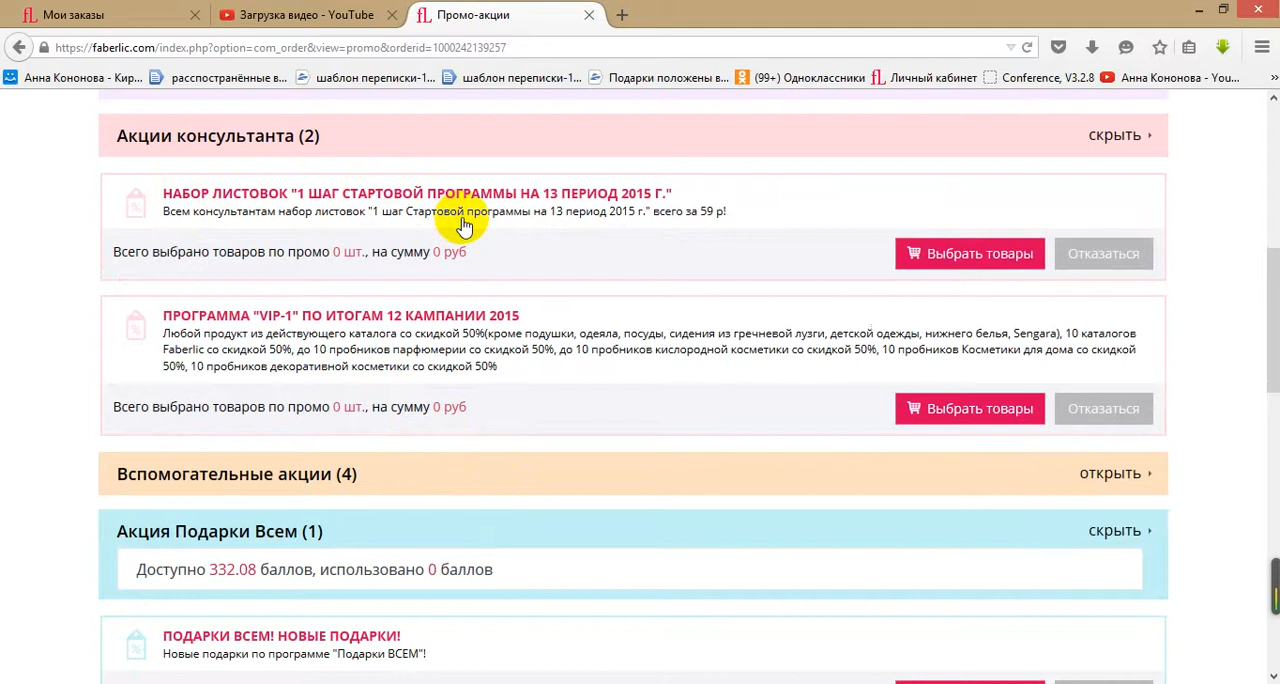 Мои заказы
Загрузка видео - YouTube
Промо-акции
https://faberlic.com/index.php?option=com_order&view=promo&orderid=1000242139257
Анна Кононова - Кир...
распостранённые в...
шаблон переписки-1...
шаблон переписки-1...
Подарки положены в...
(99+) Одноклассники
Личный кабинет
Conference, V3.2.8
Анна Кононова - You...
Акции консультанта (2)
скрыть
НАБОР ЛИСТОВОК "1 ШАГ СТАРТОВОЙ ПРОГРАММЫ НА 13 ПЕРИОД 2015 Г."
Всем консультантам набор листовок "1 шаг Стартовой программы на 13 период 2015 г." всего за 59 р!
Всего выбрано товаров по промо 0 шт., на сумму 0 руб
Выбрать товары
Отказаться
ПРОГРАММА "VIP-1" ПО ИТОГАМ 12 КАМПАНИИ 2015
Любой продукт из действующего каталога со скидкой 50%(кроме подушки, одеяла, посуды, сидения из гречневой лузги, детской одежды, нижнего белья, Sengara), 10 каталогов
Faberlic со скидкой 50%, до 10 пробников парфюмерии со скидкой 50%, до 10 пробников кислородной косметики со скидкой 50%, 10 пробников Косметики для дома со скидкой
50%, 10 пробников декоративной косметики со скидкой 50%
Всего выбрано товаров по промо 0 шт., на сумму 0 руб
Выбрать товары
Отказаться
Вспомогательные акции (4)
открыть
Акция Подарки Всем (1)
скрыть
Доступно 332.08 баллов, использовано 0 баллов
ПОДАРКИ ВСЕМ! НОВЫЕ ПОДАРКИ!
Новые подарки по программе "Подарки ВСЕМ"!